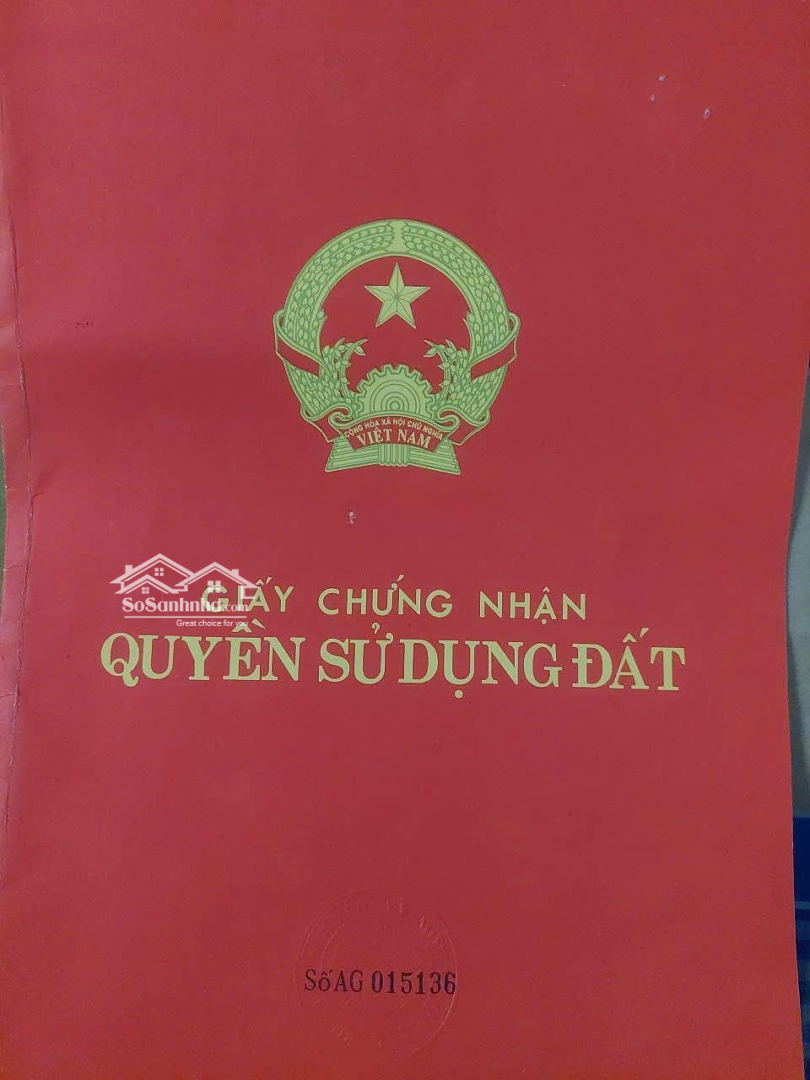 CỘNG HÒA XÃ HỘI CHỦ NGHĨA
VIỆT NAM
GIẤY CHỨNG NHẬN
SoSanhnha.com
Great choice for you
QUYỀN SỬ DỤNG ĐẤT
Số AG 015136